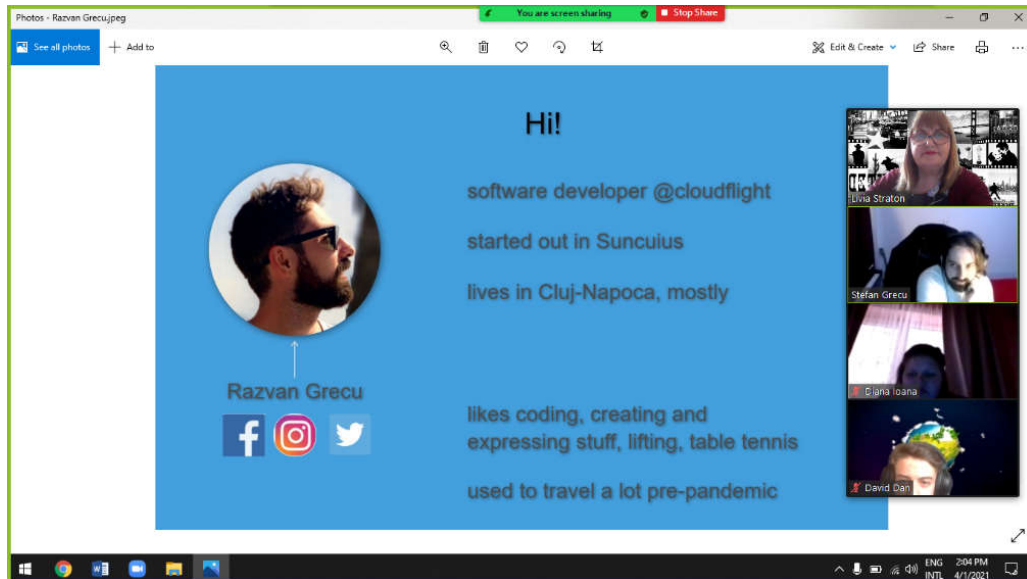 Photos - Razvan Grecu.jpeg
You are screen sharing
Stop Share
See all photos
Add to
Edit & Create
Share
Hi!
software developer @cloudflight
started out in Suncuius
lives in Cluj-Napoca, mostly
Razvan Grecu
likes coding, creating and
expressing stuff, lifting, table tennis
used to travel a lot pre-pandemic
Livia Straton
Stefan Grecu
Diana Ioana
David Dan
ENG
INTL
2:04 PM
4/1/2021